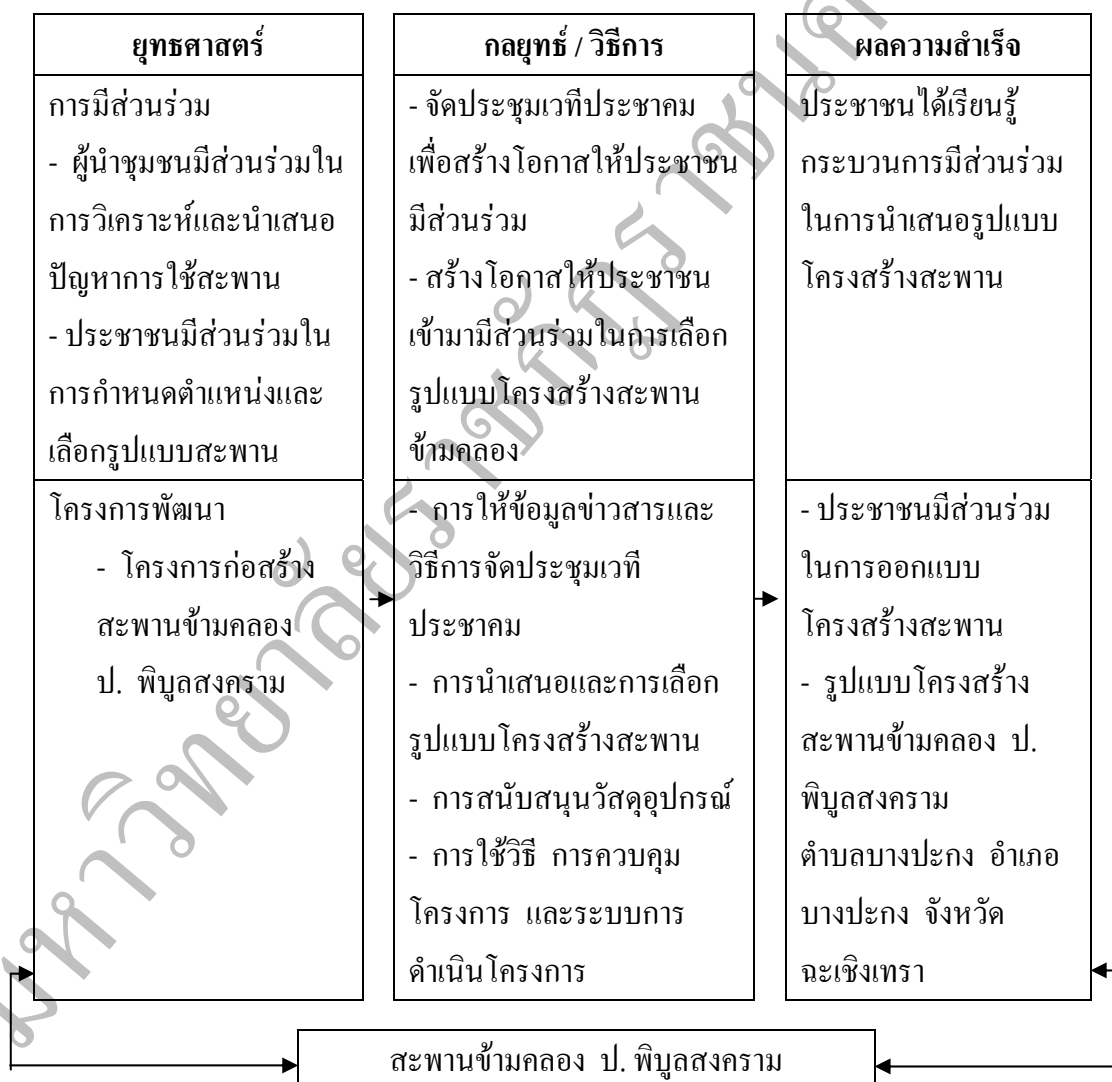 ยุทธศาสตร์
การมีส่วนร่วม
- ผู้นำชุมชนมีส่วนร่วมใน
การวิเคราะห์และนำเสนอ
ปัญหาการใช้สะพาน
- ประชาชนมีส่วนร่วมใน
การกำหนดตำแหน่งและ
เลือกรูปแบบสะพาน
โครงการพัฒนา
- โครงการก่อสร้าง
สะพานข้ามคลอง
ป. พิบูลสงคราม
กลยุทธ์ / วิธีการ
- จัดประชุมเวทีประชาคม
เพื่อสร้างโอกาสให้ประชาชน
มีส่วนร่วม
- สร้างโอกาสให้ประชาชน
เข้ามามีส่วนร่วมในการเลือก
รูปแบบโครงสร้างสะพาน
ข้ามคลอง
- การให้ข้อมูลข่าวสารและ
วิธีการจัดประชุมเวที
ประชาคม
- การนำเสนอและการเลือก
รูปแบบโครงสร้างสะพาน
- การสนับสนุนวัสดุอุปกรณ์
- การใช้วิธี การควบคุม
โครงการ และระบบการ
ดำเนินโครงการ
ผลความสำเร็จ
ประชาชนได้เรียนรู้
กระบวนการมีส่วนร่วม
ในการนำเสนอรูปแบบ
โครงสร้างสะพาน
- ประชาชนมีส่วนร่วม
ในการออกแบบ
โครงสร้างสะพาน
- รูปแบบโครงสร้าง
สะพานข้ามคลอง ป.
พิบูลสงคราม
ตำบลบางปะกง อำเภอ
บางปะกง จังหวัด
ฉะเชิงเทรา
สะพานข้ามคลอง ป. พิบูลสงคราม
มหาวิทยาลัยราชภัฏราชนค